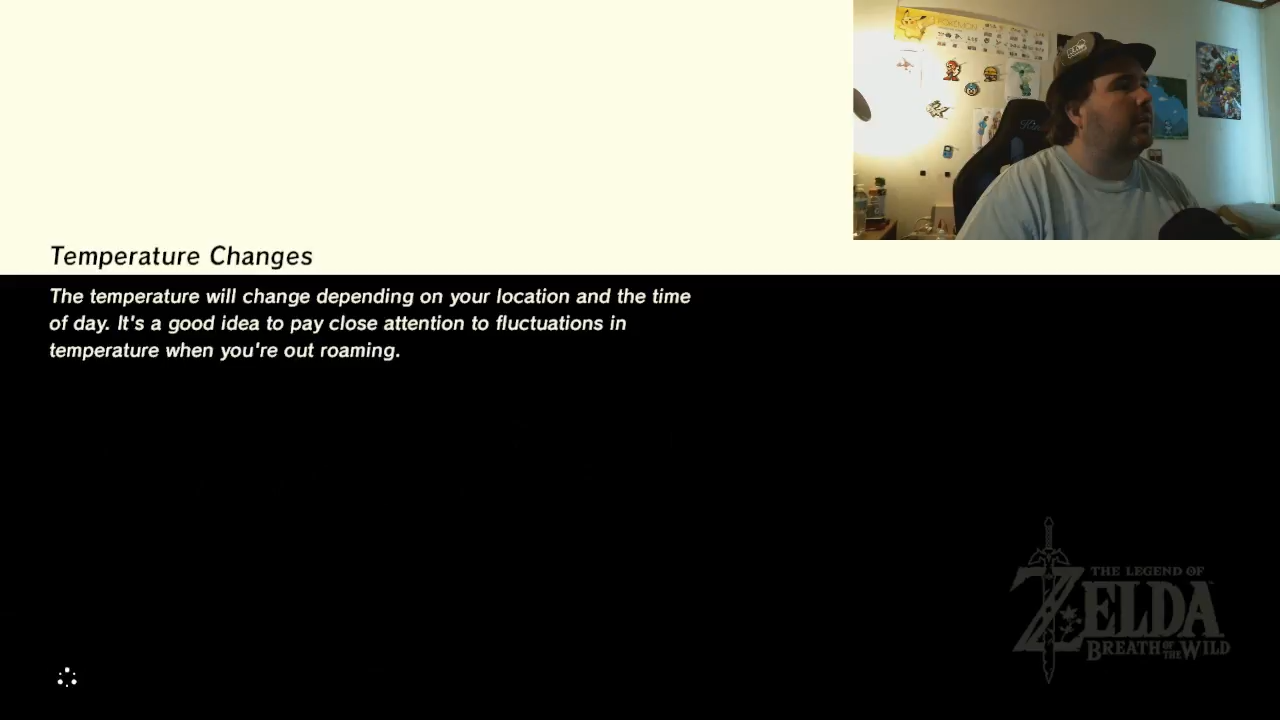 POKÉMON
Temperature Changes
The temperature will change depending on your location and the time
of day. It's a good idea to pay close attention to fluctuations in
temperature when you're out roaming.
THE LEGEND OF
ZELDA
BREATH OF THE WILD